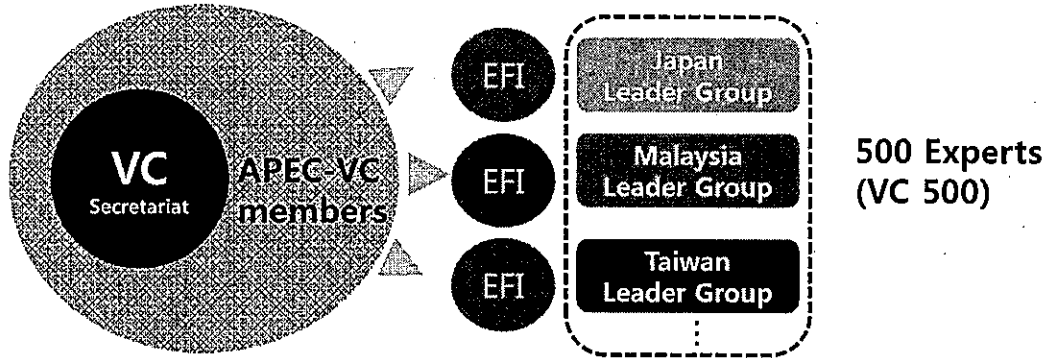 VC
Secretariat
APEC-VC
members
EFI
Japan
Leader Group
EFI
Malaysia
Leader Group
EFI
Taiwan
Leader Group
500 Experts
(VC 500)